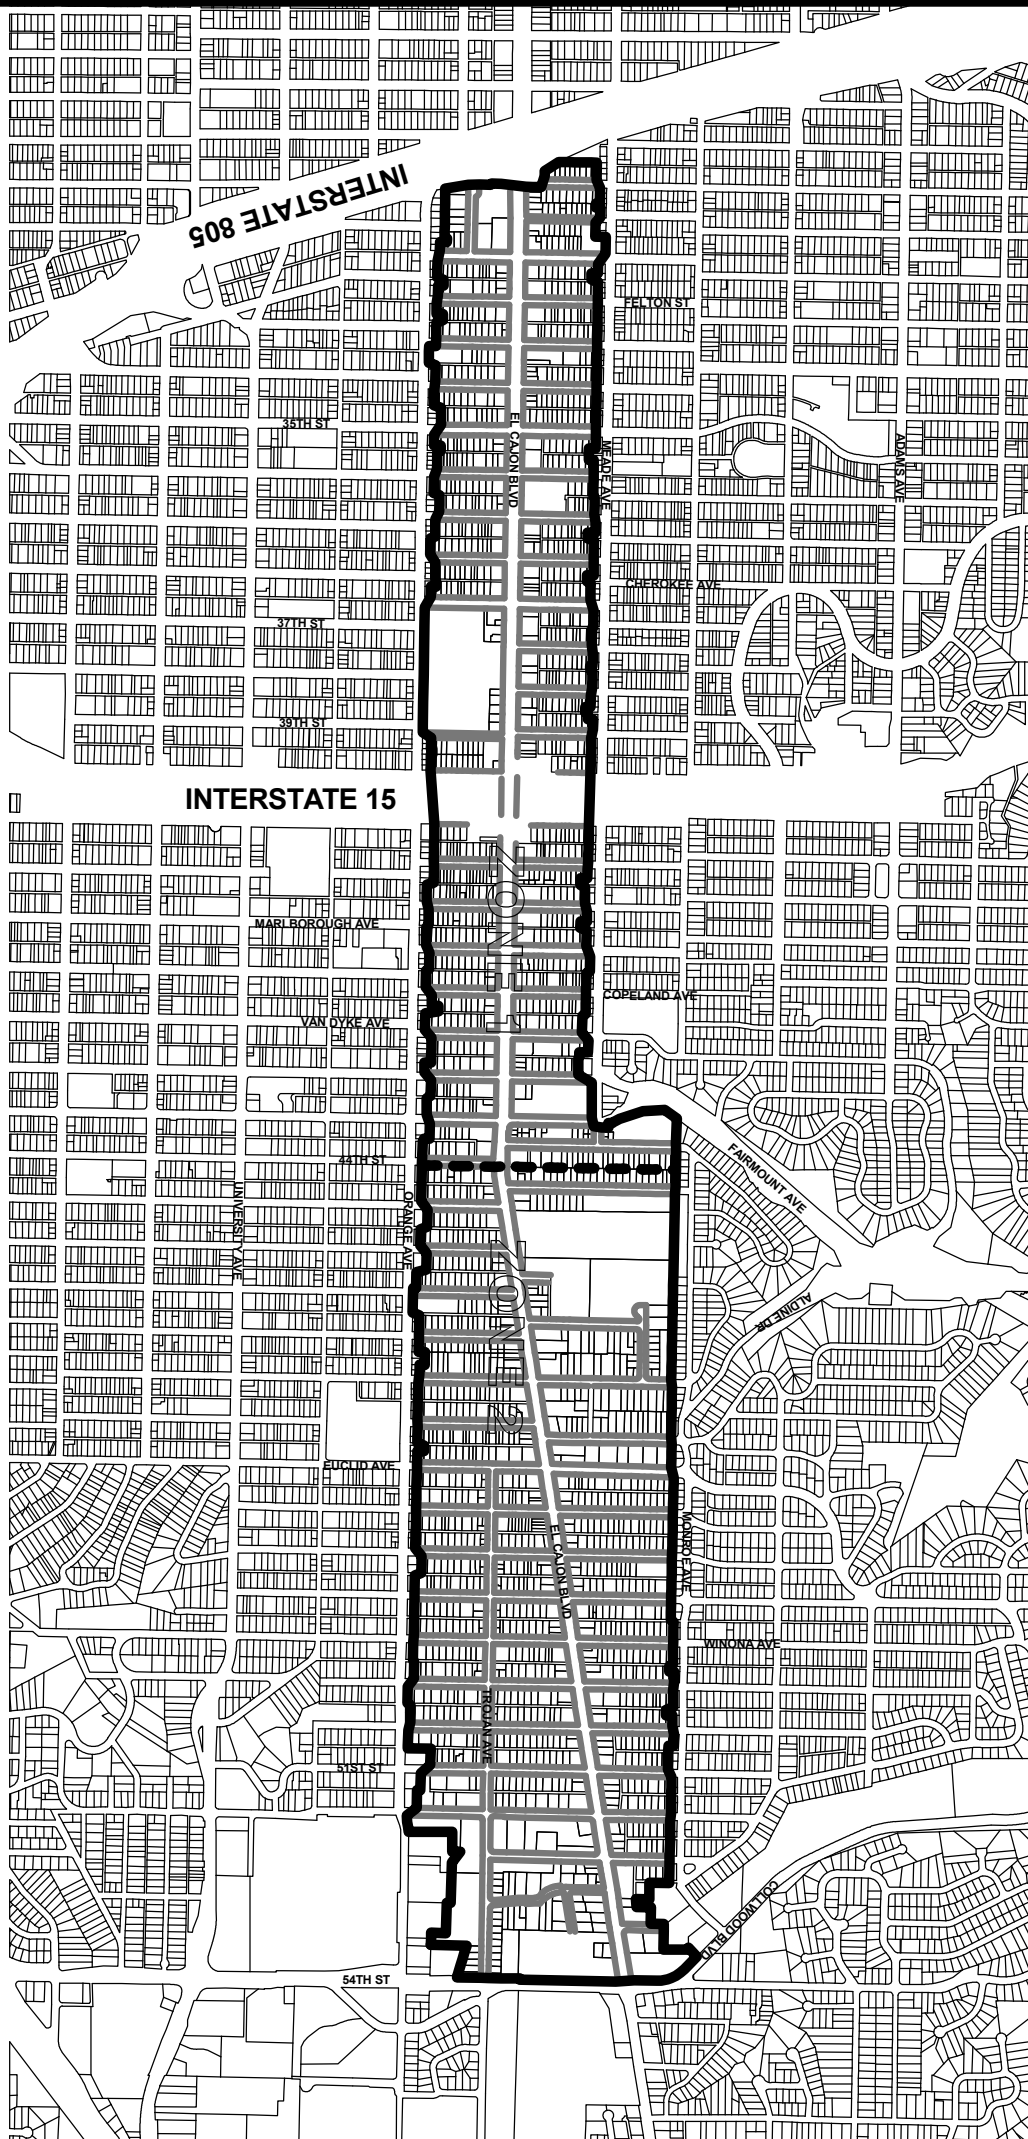 INTERSTATE 805
FELTON ST
35TH ST
EL CAJON BLVD
MEADE AVE
ADAMS AVE
CHEROKEE AVE
37TH ST
39TH ST
INTERSTATE 15
ZONE 1
MARLBOROUGH AVE
COPELAND AVE
VAN DYKE AVE
44TH ST
FAIRMOUNT AVE
UNIVERSITY AVE
ORANGE AVE
ZONE 2
ALDINE DR
EUCLID AVE
EL CAJON BLVD
MONROE AVE
WINONA AVE
TROJAN AVE
51ST ST
COLLWOOD BLVD
54TH ST